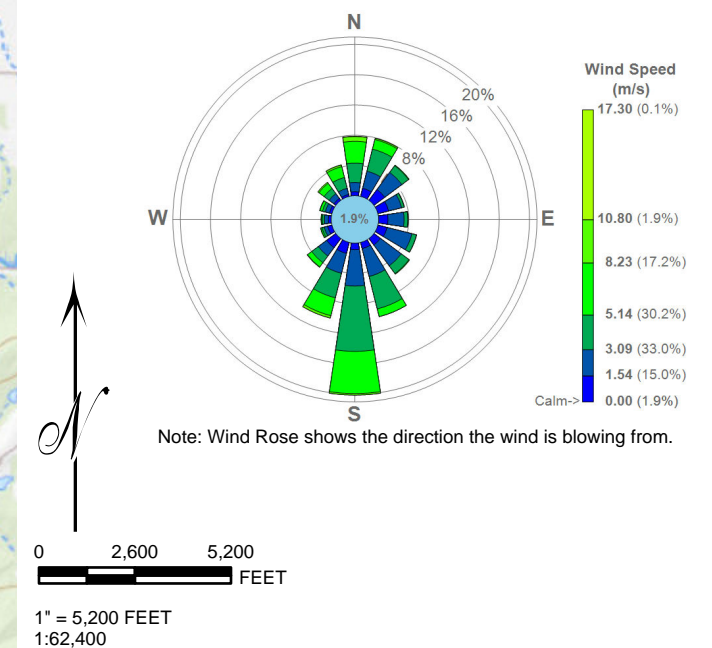 N
20%
16%
12%
8%
W
1.9%
E
S
Wind Speed
(m/s)
17.30 (0.1%)
10.80 (1.9%)
8.23 (17.2%)
5.14 (30.2%)
3.09 (33.0%)
1.54 (15.0%)
Calm-> 0.00 (1.9%)
Note: Wind Rose shows the direction the wind is blowing from.
N
0 2,600 5,200
FEET
1" = 5,200 FEET
1:62,400